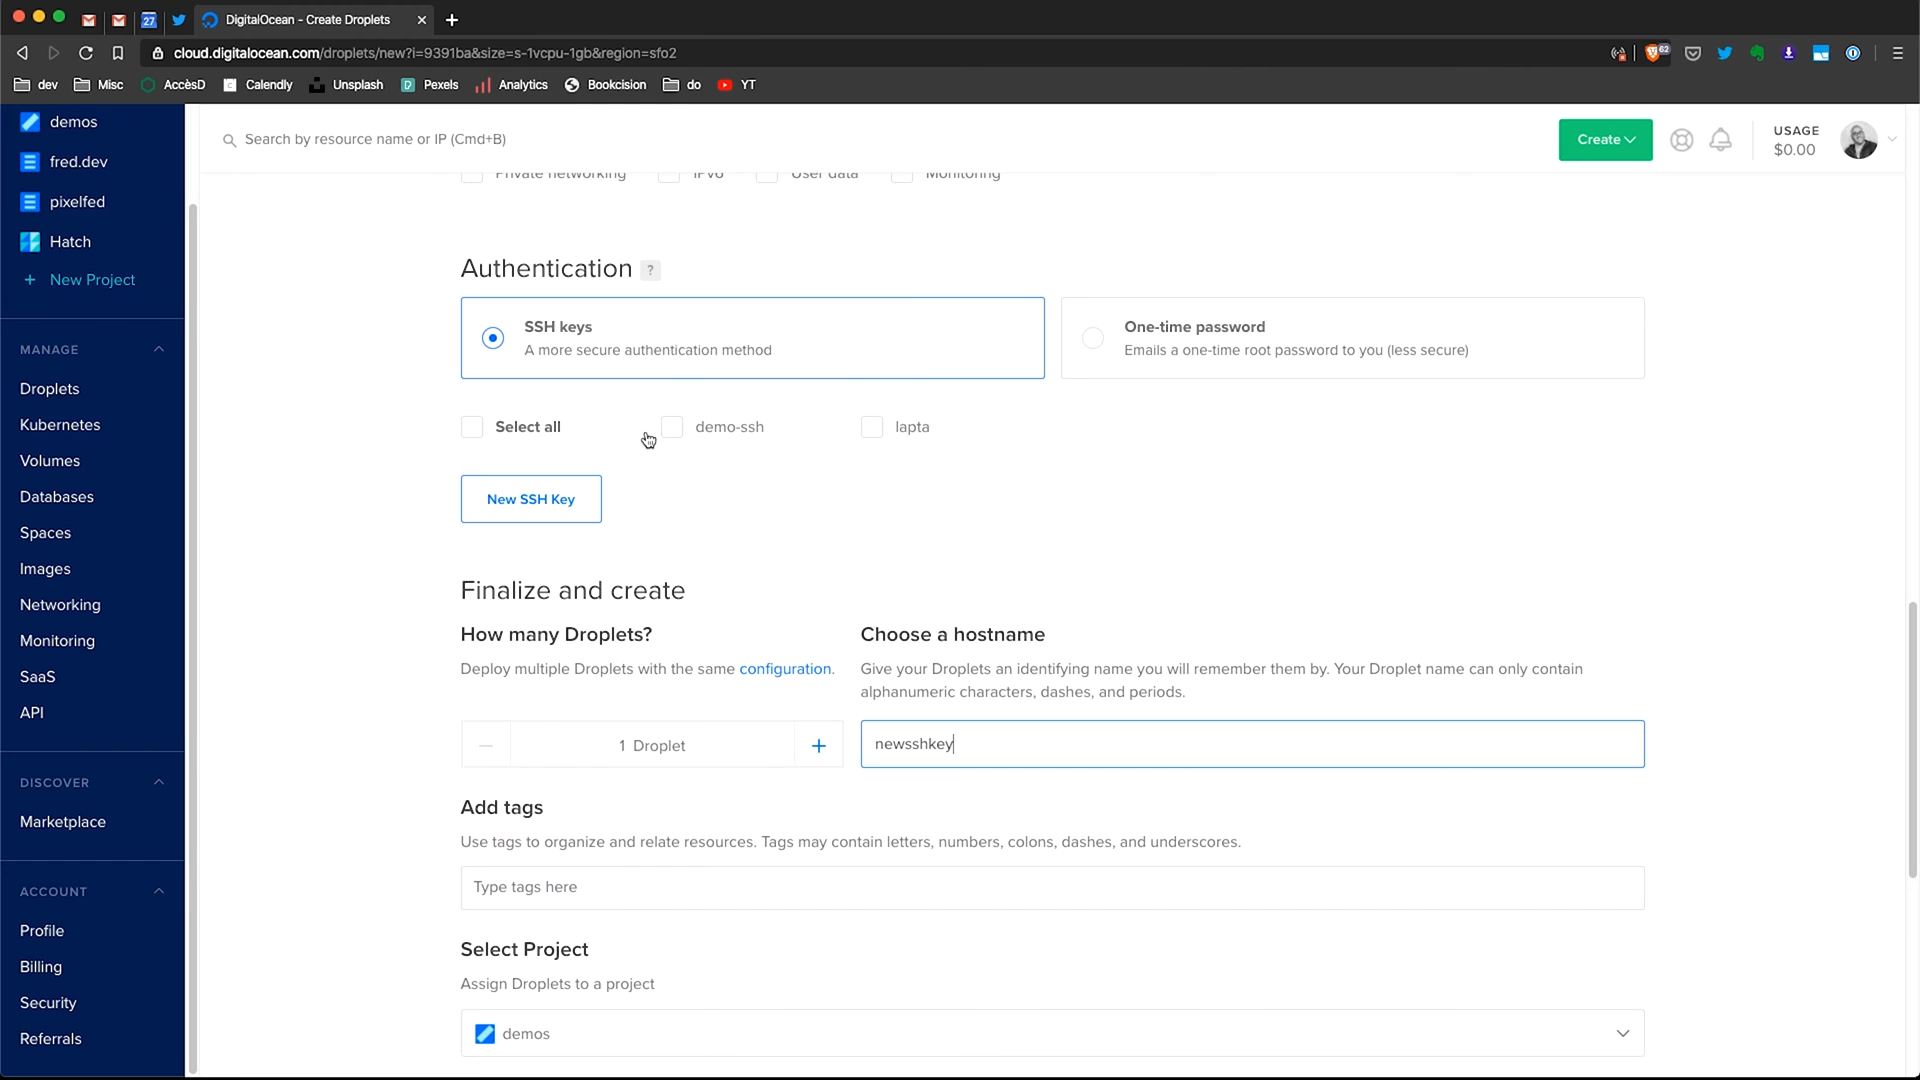 27
DigitalOcean - Create Droplets
cloud.digitalocean.com/droplets/new?i=9391ba&size=s-1vcpu-1gb&region=sfo2
62
dev
Misc
AccèsD
Calendly
Unsplash
Pexels
Analytics
Bookcision
do
YT
demos
fred.dev
pixelfed
Hatch
+ New Project
MANAGE
Droplets
Kubernetes
Volumes
Databases
Spaces
Images
Networking
Monitoring
SaaS
API
DISCOVER
Marketplace
ACCOUNT
Profile
Billing
Security
Referrals
Search by resource name or IP (Cmd+B)
Create
USAGE
$0.00
Private networking
IPv6
User data
Monitoring
Authentication ?
SSH keys
A more secure authentication method
One-time password
Emails a one-time root password to you (less secure)
Select all
demo-ssh
lapta
New SSH Key
Finalize and create
How many Droplets?
Deploy multiple Droplets with the same configuration.
1 Droplet
Choose a hostname
Give your Droplets an identifying name you will remember them by. Your Droplet name can only contain
alphanumeric characters, dashes, and periods.
newsshkey
Add tags
Use tags to organize and relate resources. Tags may contain letters, numbers, colons, dashes, and underscores.
Type tags here
Select Project
Assign Droplets to a project
demos